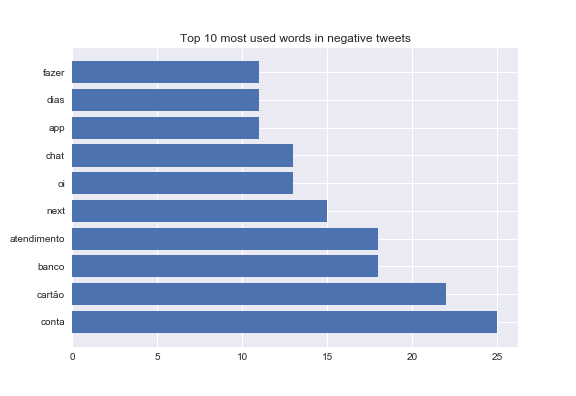 Top 10 most used words in negative tweets
fazer
dias
app
chat
oi
next
atendimento
banco
cartão
conta
0 5 10 15 20 25